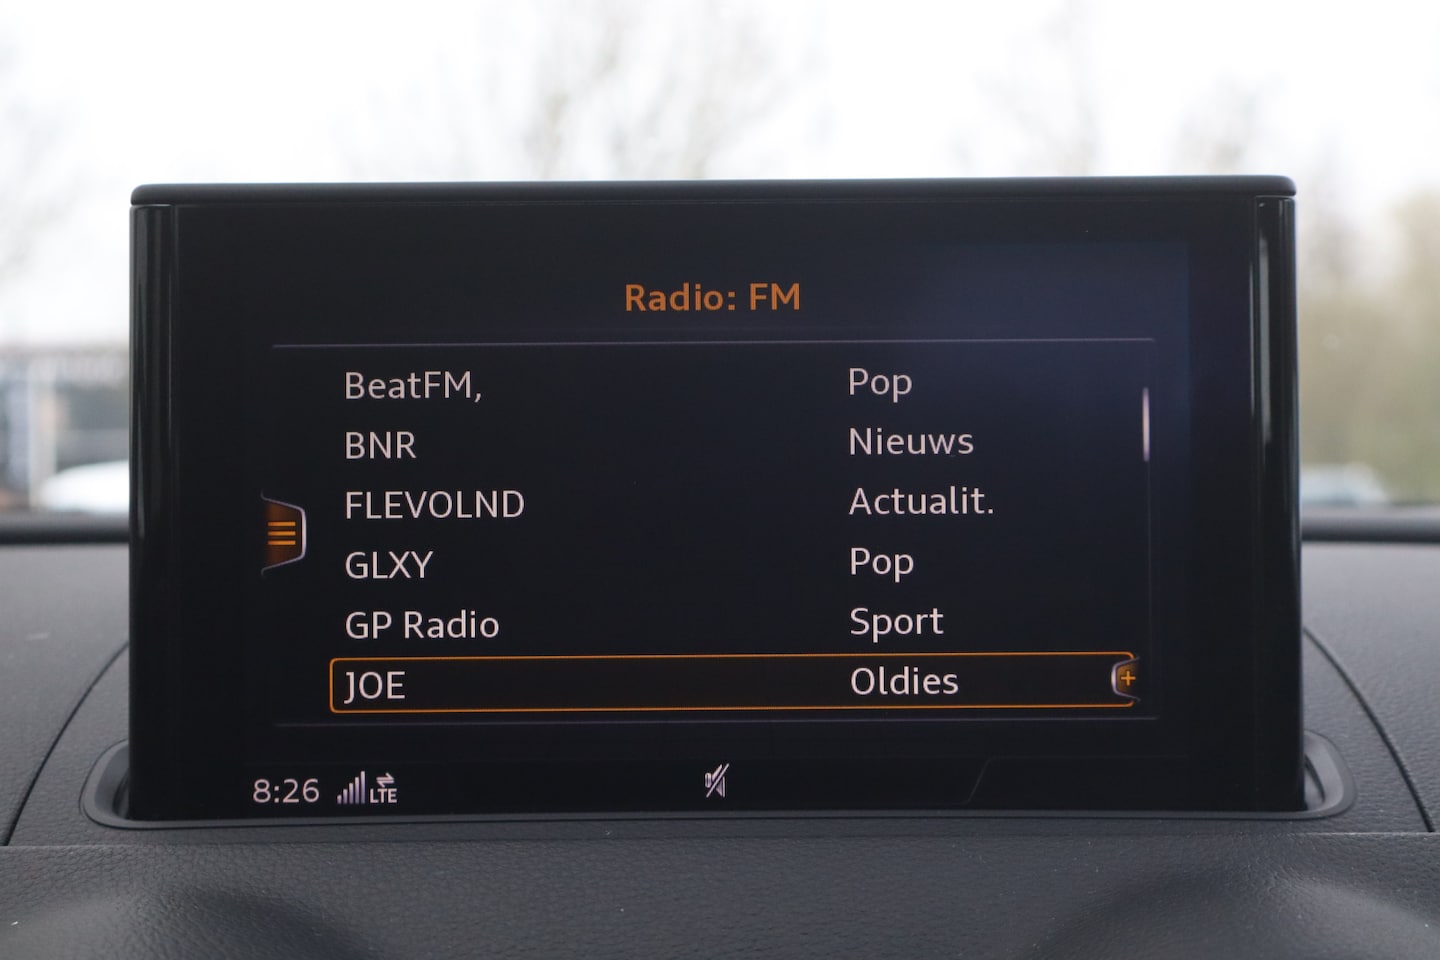 Radio: FM
BeatFM, Pop
BNR Nieuws
FLEVOLND Actualit.
GLXY Pop
GP Radio Sport
JOE Oldies
8:26 LTE